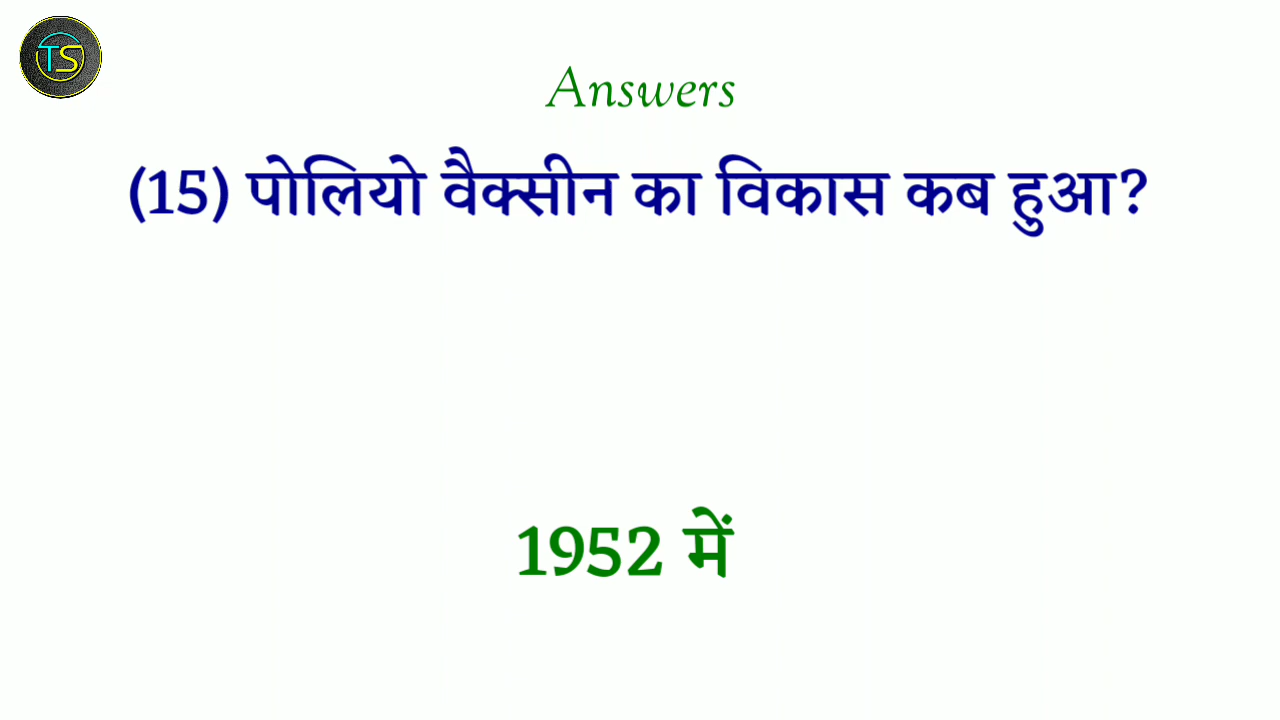 TS
Answers
(15) पोलियो वैक्सीन का विकास कब हुआ?
1952 में